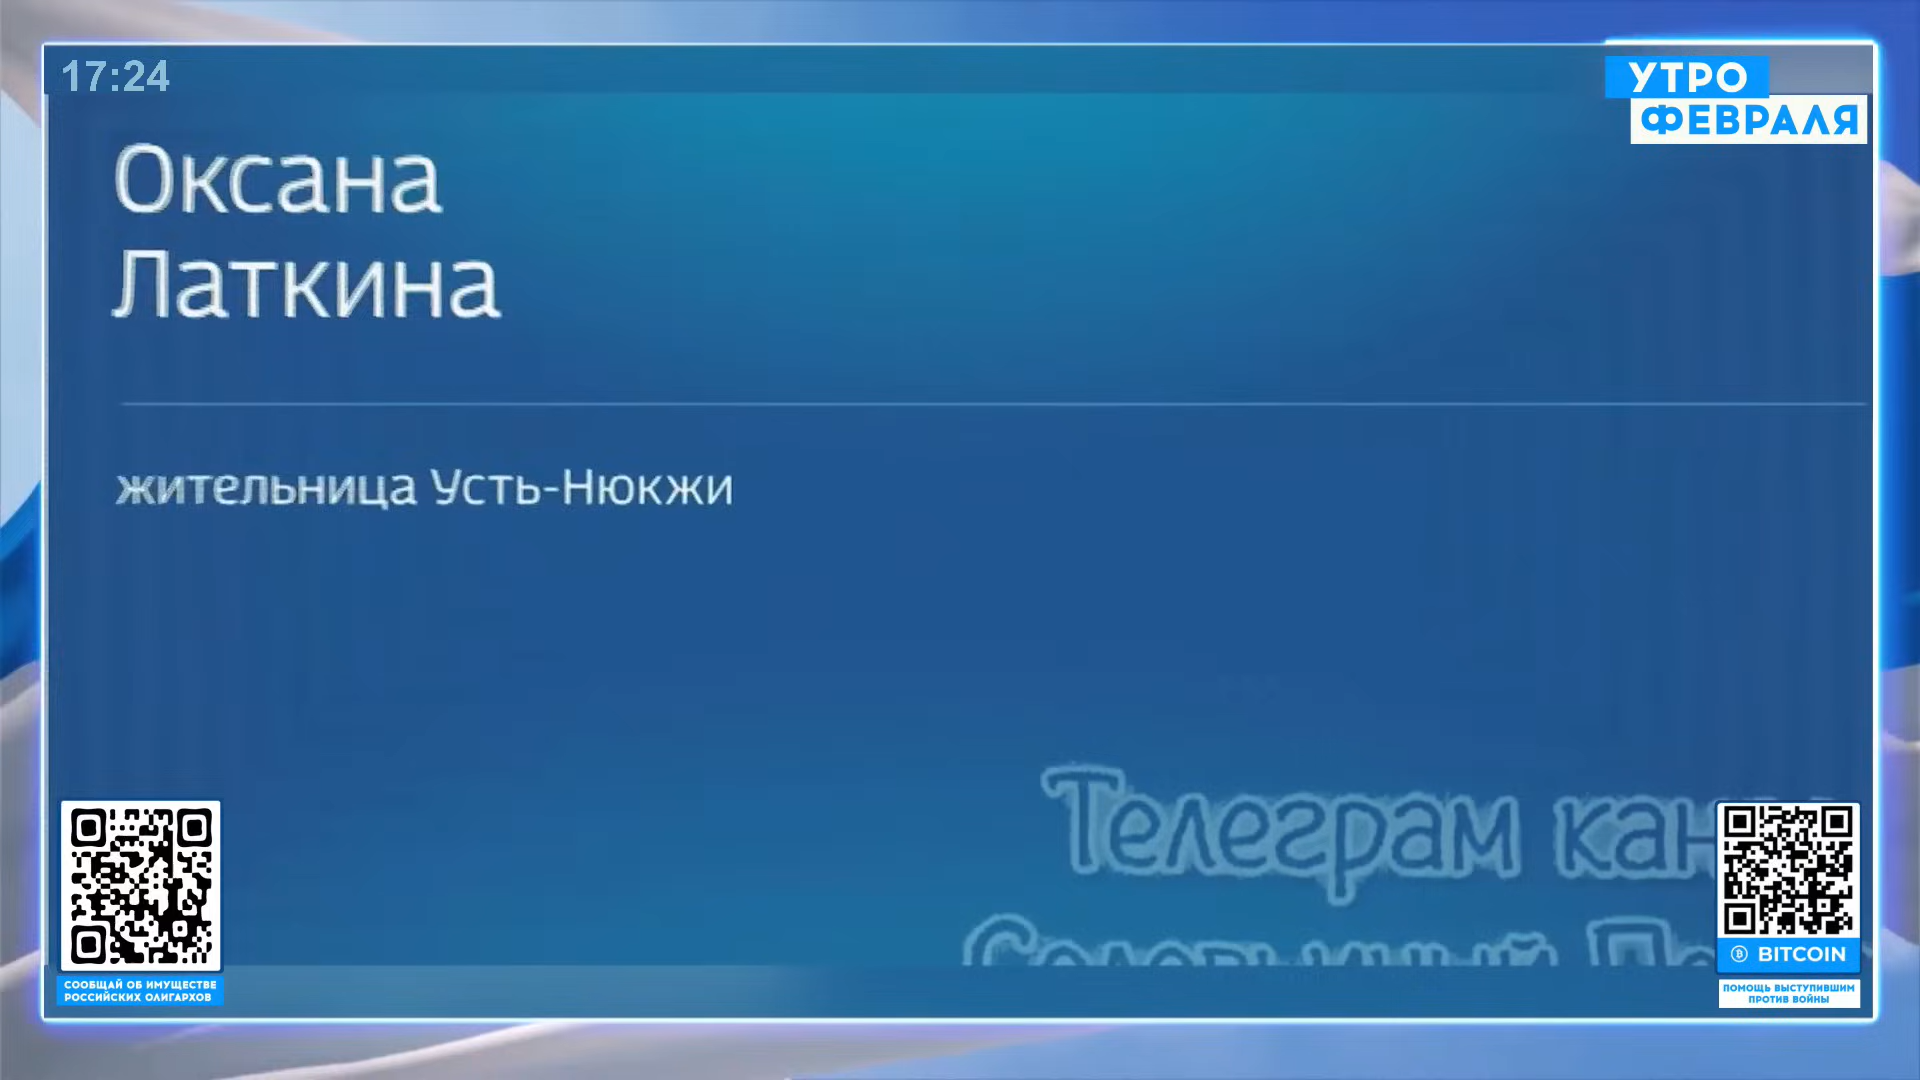 17:24
УТРО
ФЕВРАЛЯ
Оксана
Латкина
жительница Усть-Нюкжи
Телеграм
СООБЩАЙ ОБ ИМУЩЕСТВЕ
РОССИЙСКИХ ОЛИГАРХОВ
BITCOIN
ПОМОЩЬ ВЫСТУПИВШИМ
ПРОТИВ ВОЙНЫ